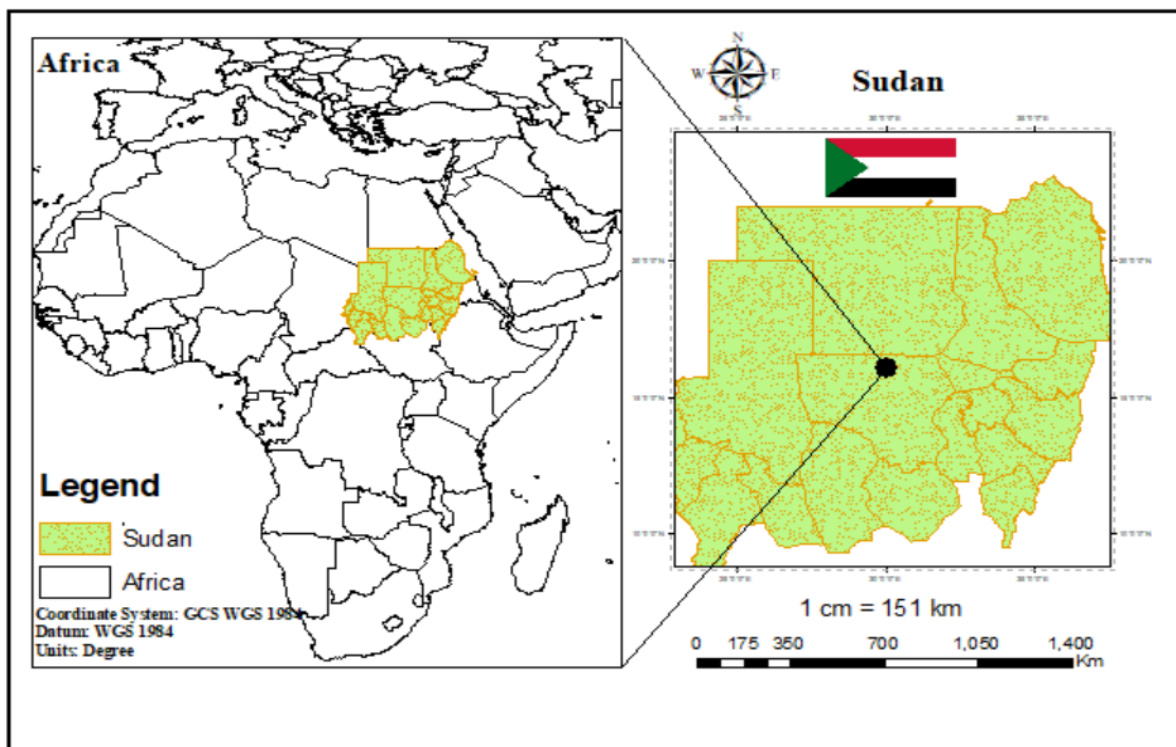 Africa
Legend
Sudan
Africa
Coordinate System: GCS WGS 1984
Datum: WGS 1984
Units: Degree
N
W E
S
Sudan
1 cm = 151 km
0 175 350 700 1,050 1,400
Km